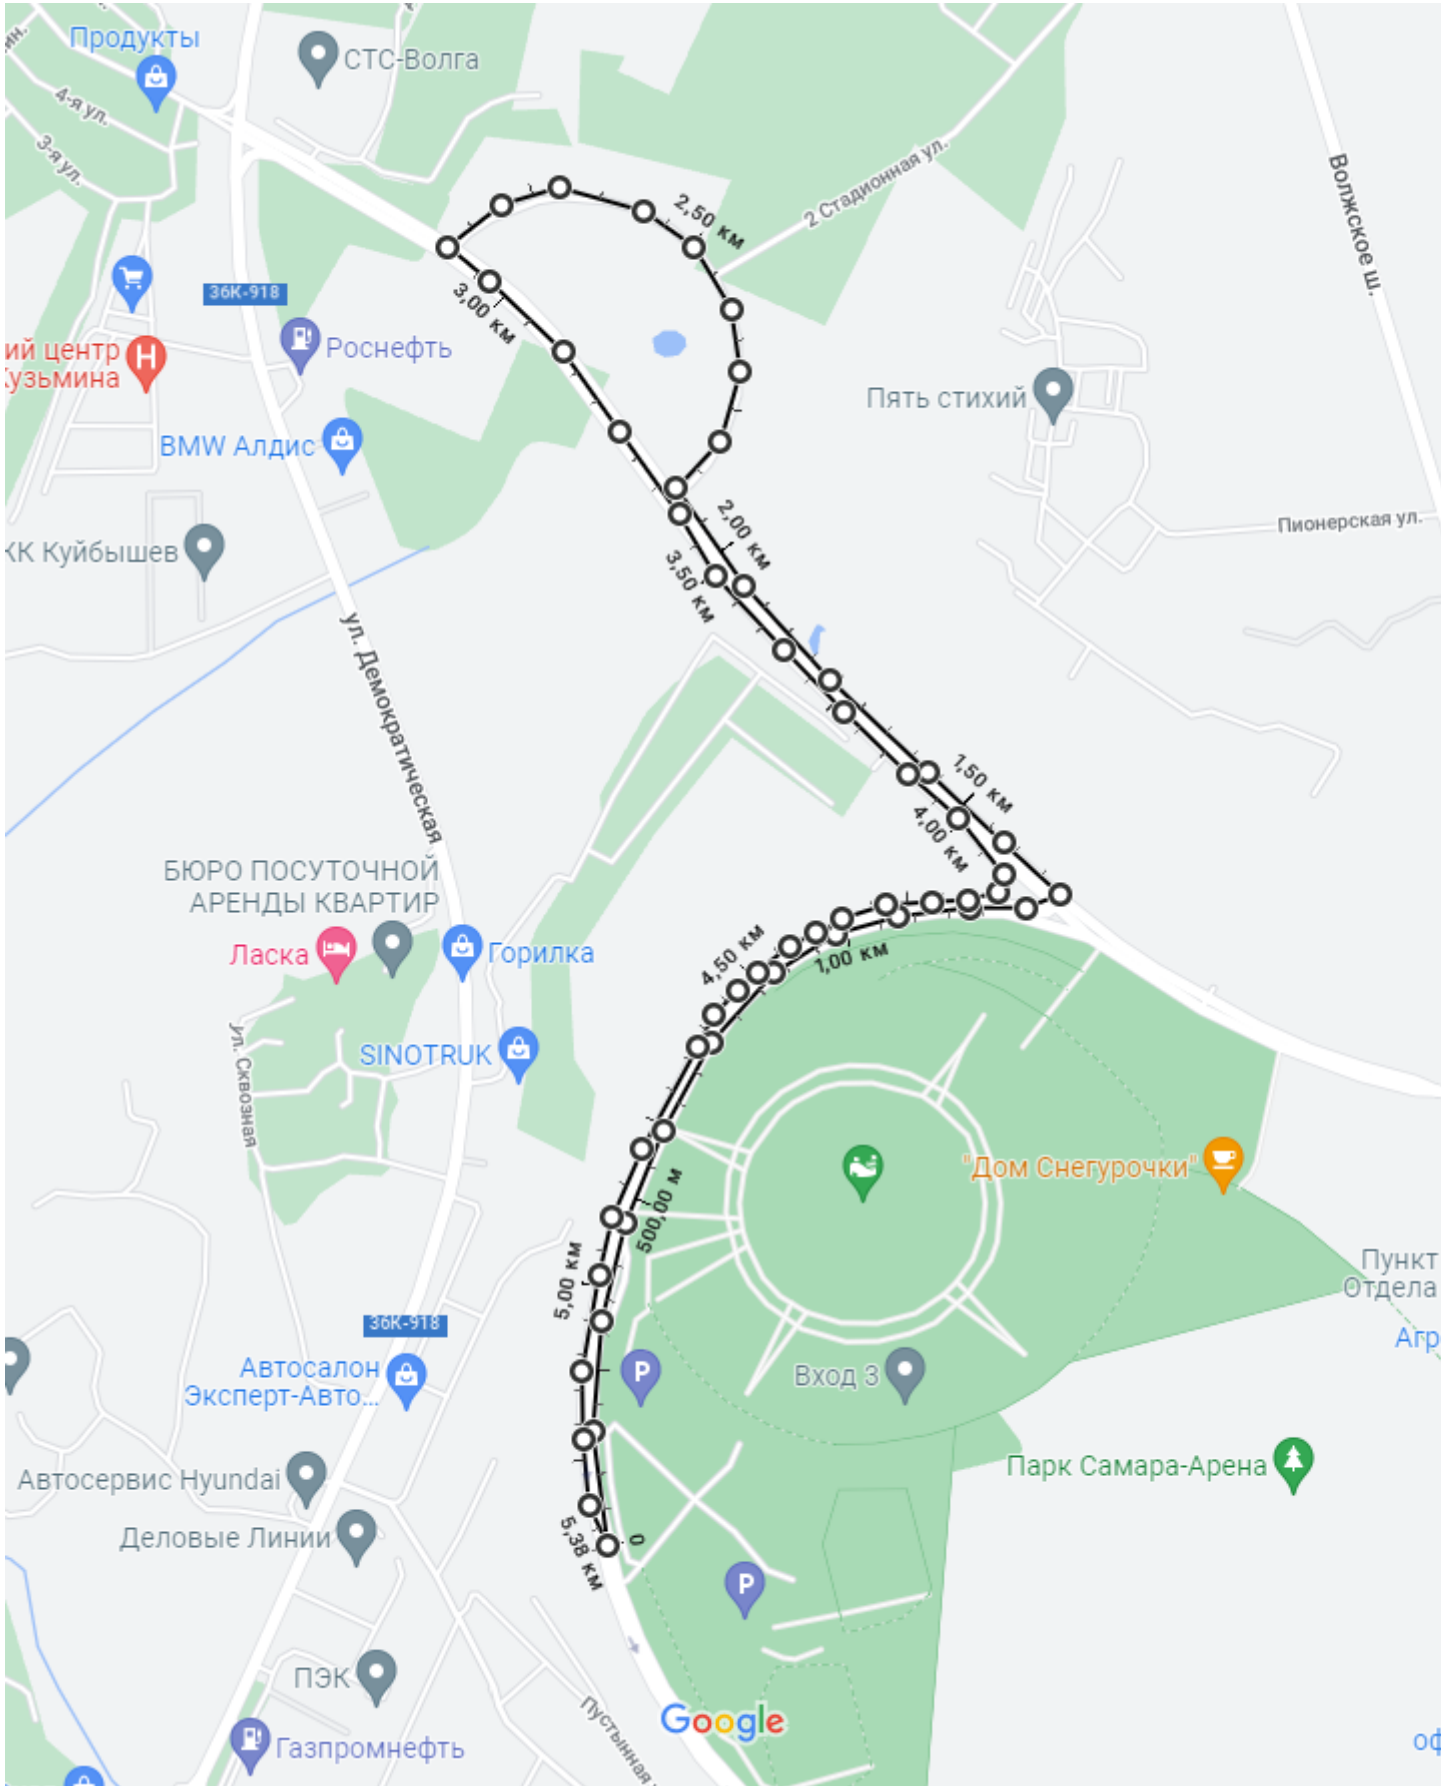 ин.
Продукты
СТС-Волга
4-я ул.
3-я ул.
2 Стадионная ул.
Волжское ш.
2,50 км
36К-918
3,00 км
Роснефть
ий центр
Кузьмина
Пять стихий
BMW Алдис
2,00 км
Пионерская ул.
КК Куйбышев
3,50 км
ул. Демократическая
1,50 км
4,00 км
БЮРО ПОСУТОЧНОЙ
АРЕНДЫ КВАРТИР
Ласка
Горилка
4,50 км
1,00 км
ул. Сквозная
SINOTRUK
"Дом Снегурочки"
500,00 м
5,00 км
Пункт
Отдела
36К-918
Агр
Автосалон
Эксперт-Авто...
P
Вход 3
Парк Самара-Арена
Автосервис Hyundai
Деловые Линии
0
5,38 км
P
ПЭК
Пустынная
Google
Газпромнефть
оф